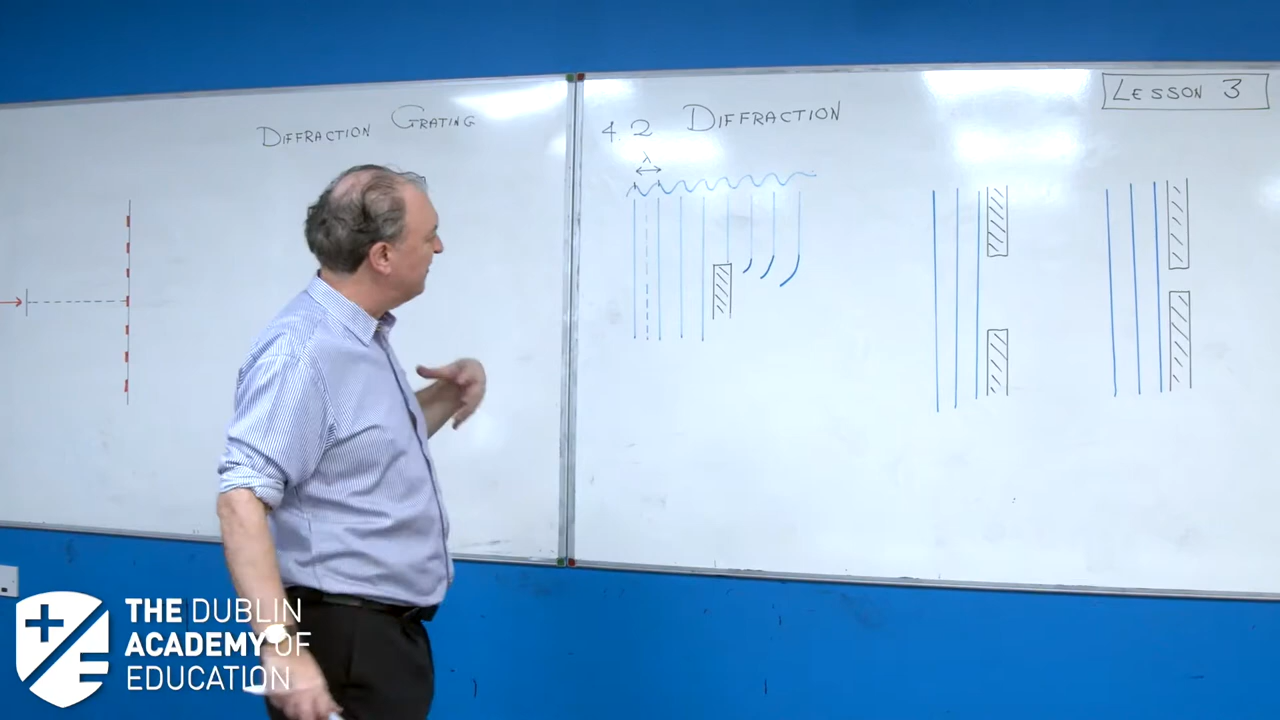 DIFFRACTION GRATING
4.2 DIFFRACTION
LESSON 3
λ
THE DUBLIN
ACADEMY OF
EDUCATION